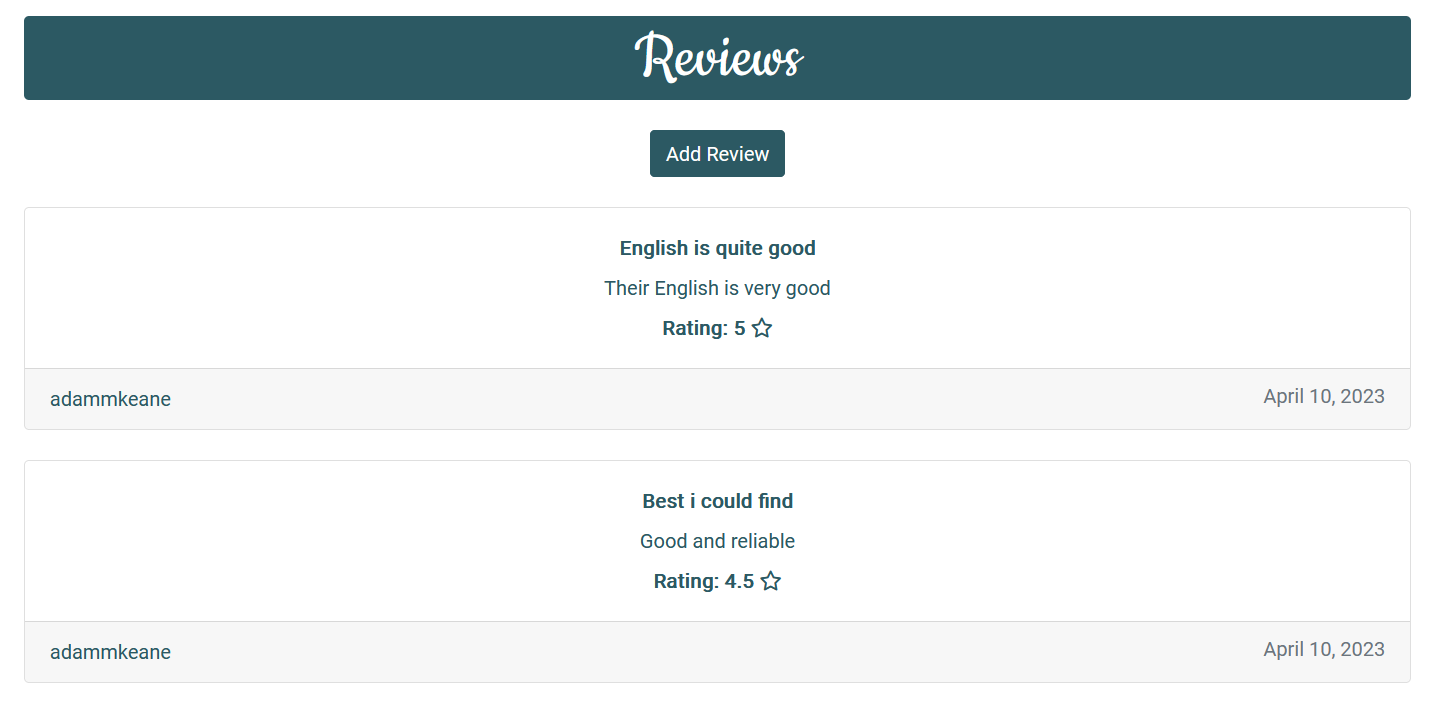 Reviews
Add Review
English is quite good
Their English is very good
Rating: 5
adammkeane
April 10, 2023
Best i could find
Good and reliable
Rating: 4.5
adammkeane
April 10, 2023